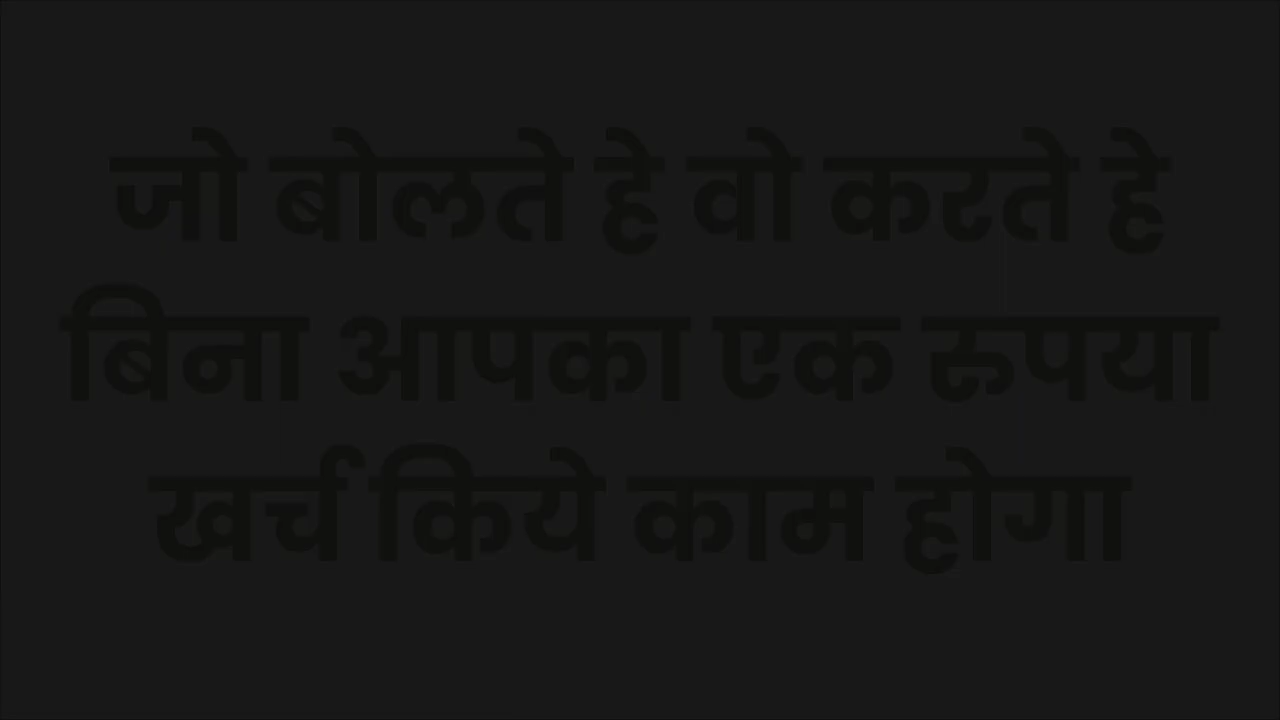 जो बोलते हे वो करते हे
बिना आपका एक रुपया
खर्च किये काम होगा